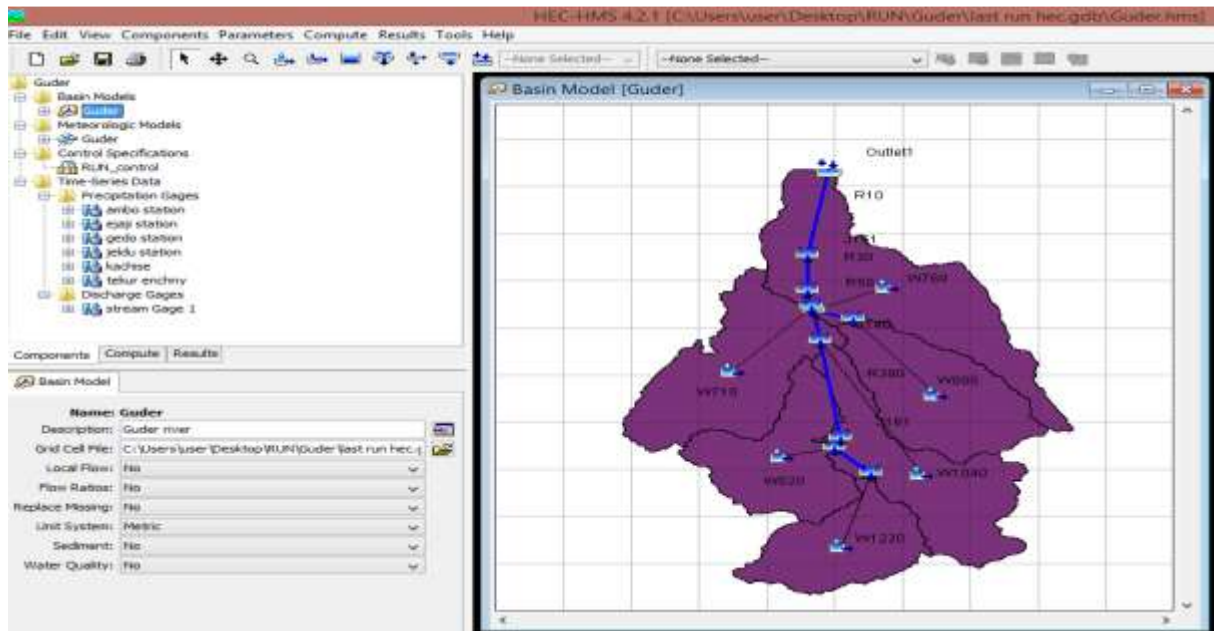 HEC-HMS 4.2.1 [C:\Users\user\Desktop\RUN\Guder\last run hec.gdb\Guder.hms]
File Edit View Components Parameters Compute Results Tools Help
--None Selected-- --None Selected--
Guder
Basin Models
Guder
Meteorologic Models
Guder
Control Specifications
RUN_control
Time-Series Data
Precipitation Gages
ambo station
ejaji station
gedo station
jeldu station
kachise
tekur enchiny
Discharge Gages
stream Gage 1
Components Compute Results
Basin Model
Name: Guder
Description: Guder river
Grid Cell File: C:\Users\user\Desktop\RUN\Guder\last run hec.g
Local Flow: No
Flow Ratios: No
Replace Missing: No
Unit System: Metric
Sediment: No
Water Quality: No
Basin Model [Guder]
Outlet1
R10
R30
W760
R380
W710
W1040
W1220